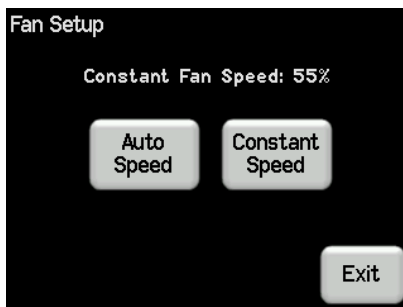 Fan Setup
Constant Fan Speed: 55%
Auto
Speed
Constant
Speed
Exit